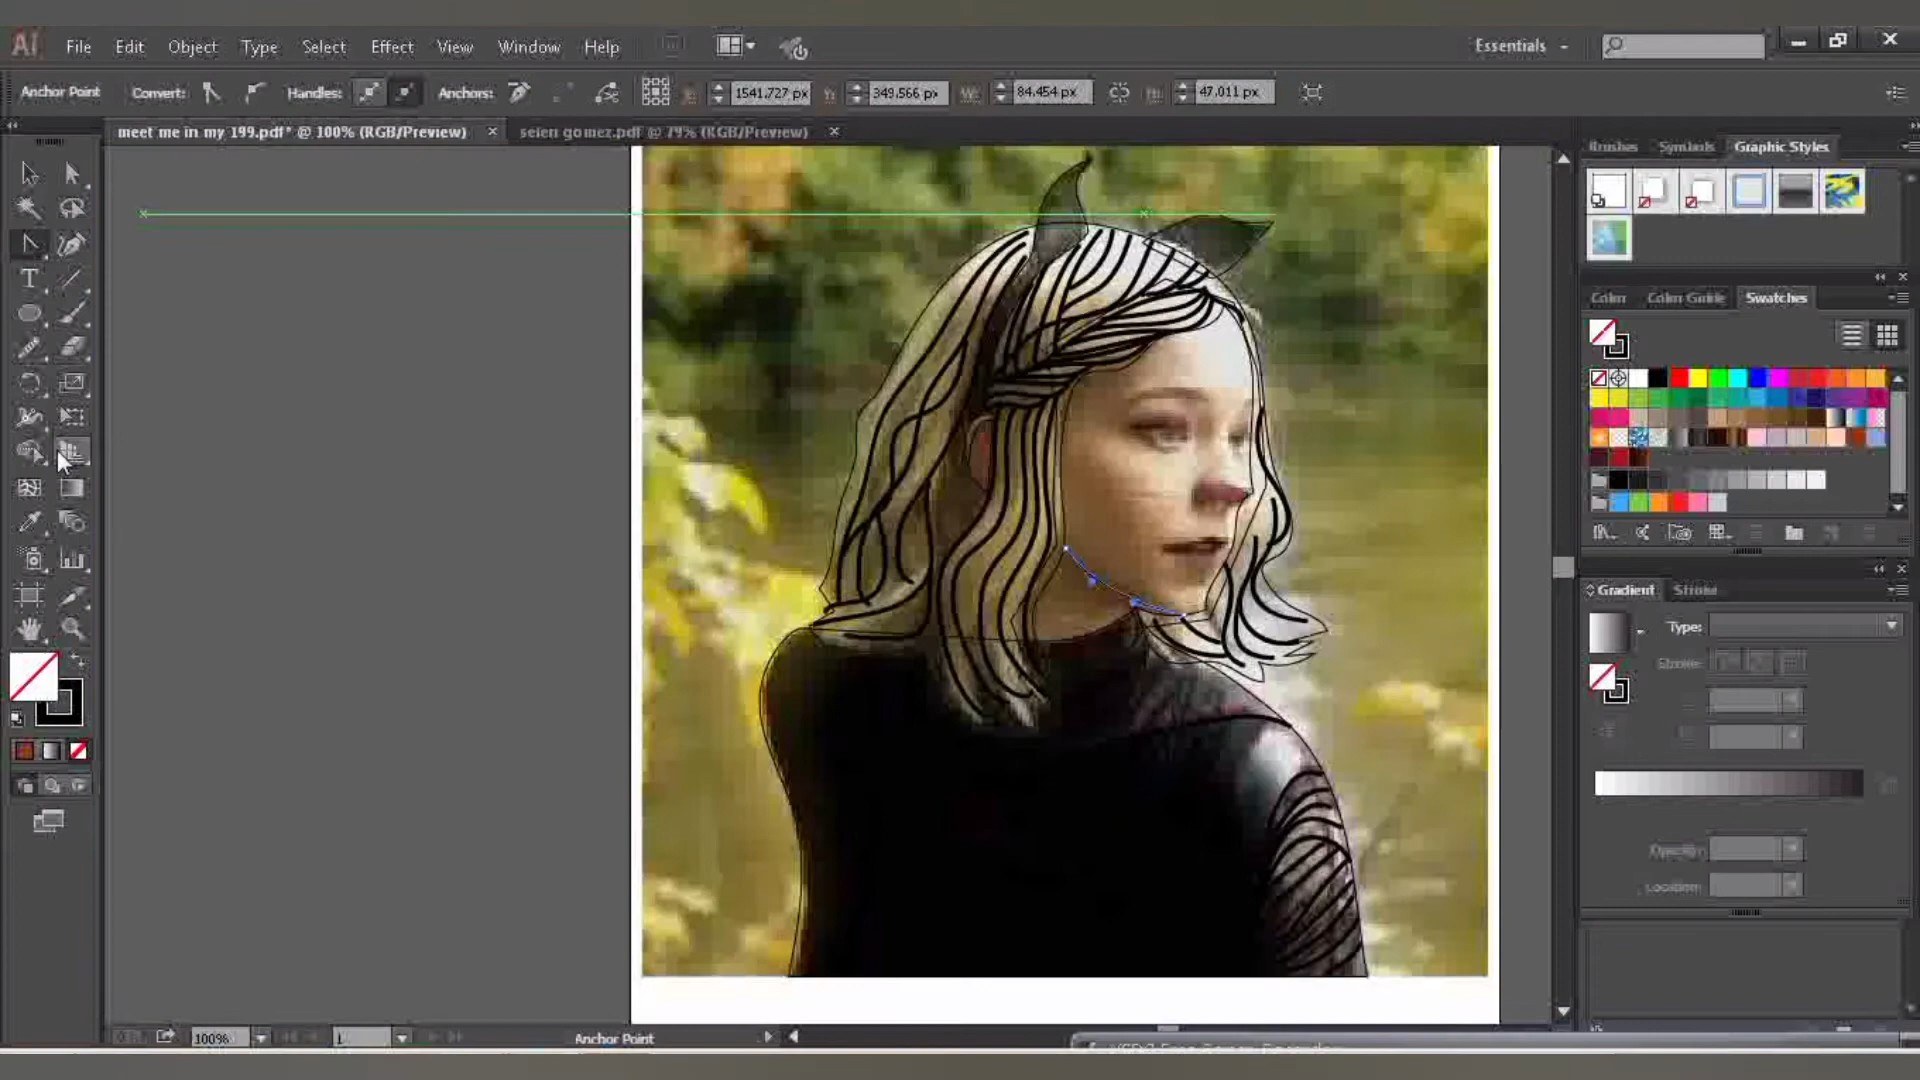 Ai File Edit Object Type Select Effect View Window Help Essentials
Anchor Point Convert: Handles: Anchors: 1541.727 px 349.566 px 84.454 px 47.011 px
meet me in my 199.pdf* @ 100% (RGB/Preview) × selen gomez.pdf @ 79% (RGB/Preview) ×
Brushes Symbols Graphic Styles
Color Color Guide Swatches
Gradient Stroke
Type:
Stroke:
Opacity:
Location:
100% 1 Anchor Point